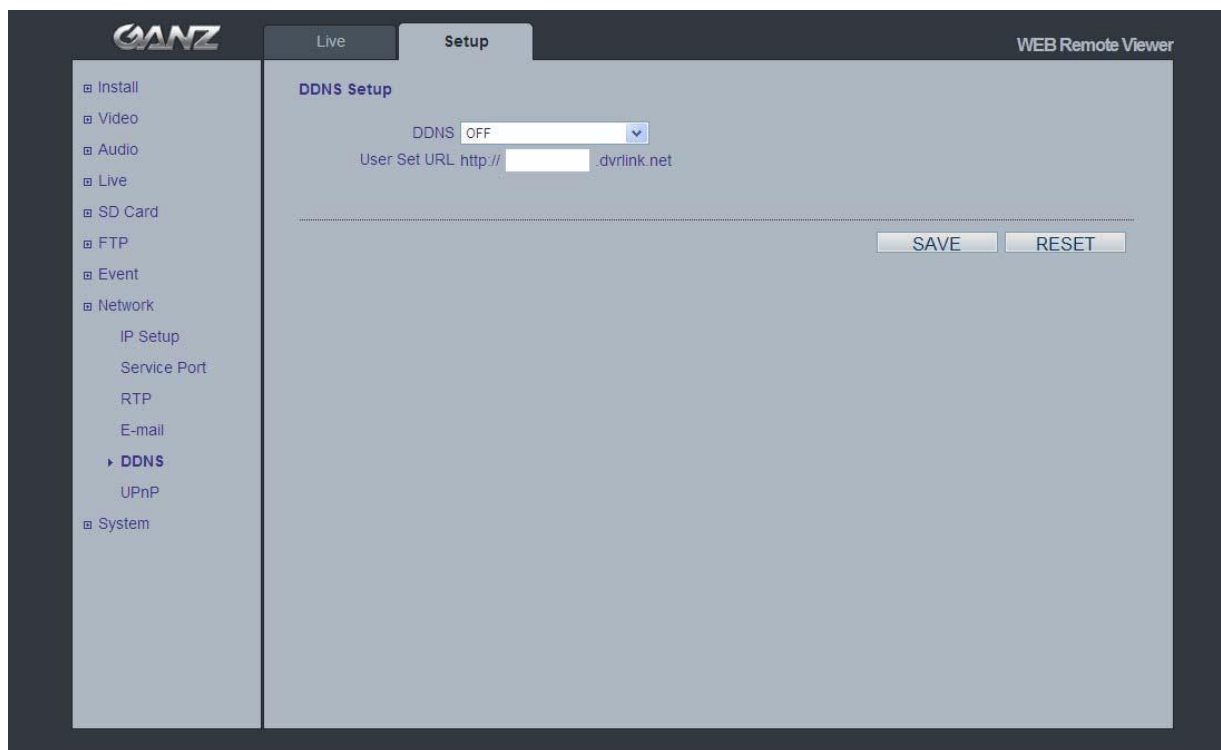 GANZ
Live
Setup
WEB Remote Viewer
Install
Video
Audio
Live
SD Card
FTP
Event
Network
IP Setup
Service Port
RTP
E-mail
DDNS
UPnP
System
DDNS Setup
DDNS OFF
User Set URL http:// .dvrlink.net
SAVE RESET